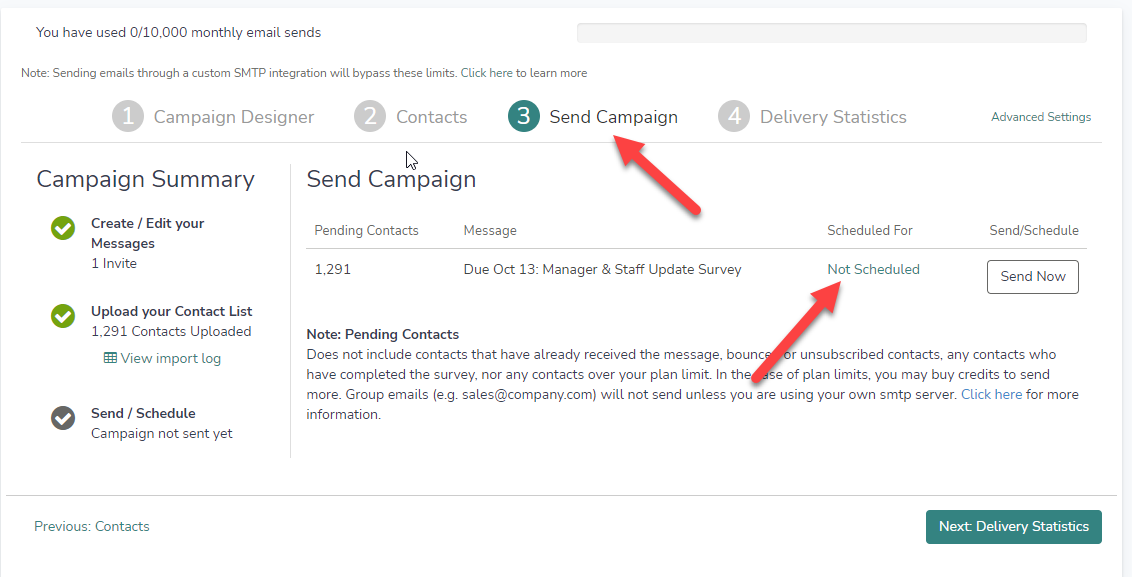 You have used 0/10,000 monthly email sends
Note: Sending emails through a custom SMTP integration will bypass these limits. Click here to learn more
1 Campaign Designer 2 Contacts 3 Send Campaign 4 Delivery Statistics Advanced Settings
Campaign Summary
Create / Edit your
Messages
1 Invite
Upload your Contact List
1,291 Contacts Uploaded
View import log
Send / Schedule
Campaign not sent yet
Send Campaign
Pending Contacts Message Scheduled For Send/Schedule
1,291 Due Oct 13: Manager & Staff Update Survey Not Scheduled Send Now
Note: Pending Contacts
Does not include contacts that have already received the message, bounce or unsubscribed contacts, any contacts who
have completed the survey, nor any contacts over your plan limit. In the se of plan limits, you may buy credits to send
more. Group emails (e.g. sales@company.com) will not send unless you are using your own smtp server. Click here for more
information.
Previous: Contacts
Next: Delivery Statistics